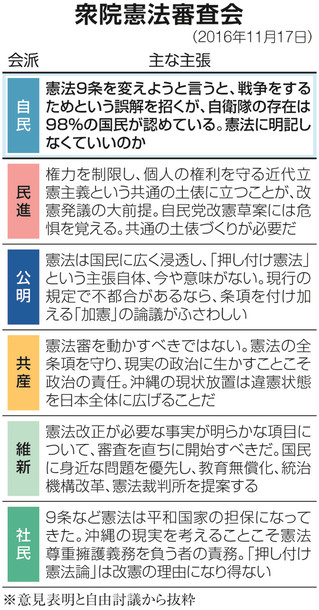 衆院憲法審査会
（2016年11月17日）
会派　主な主張
自民
憲法9条を変えようと言うと、戦争をする
ためという誤解を招くが、自衛隊の存在は
98％の国民が認めている。憲法に明記し
なくていいのか
民進
権力を制限し、個人の権利を守る近代立
憲主義という共通の土俵に立つことが、改
憲発議の大前提。自民党改憲草案には危
惧を覚える。共通の土俵づくりが必要だ
公明
憲法は国民に広く浸透し、「押し付け憲法」
という主張自体、今や意味がない。現行の
規定で不都合があるなら、条項を付け加
える「加憲」の論議がふさわしい
共産
憲法審を動かすべきではない。憲法の全
条項を守り、現実の政治に生かすことこそ
政治の責任。沖縄の現状放置は違憲状態
を日本全体に広げることだ
維新
憲法改正が必要な事実が明らかな項目に
ついて、審査を直ちに開始すべきだ。国民
に身近な問題を優先し、教育無償化、統治
機構改革、憲法裁判所を提案する
社民
9条など憲法は平和国家の担保になって
きた。沖縄の現実を考えることこそ憲法
尊重擁護義務を負う者の責務。「押し付け
憲法論」は改憲の理由になり得ない
※意見表明と自由討議から抜粋